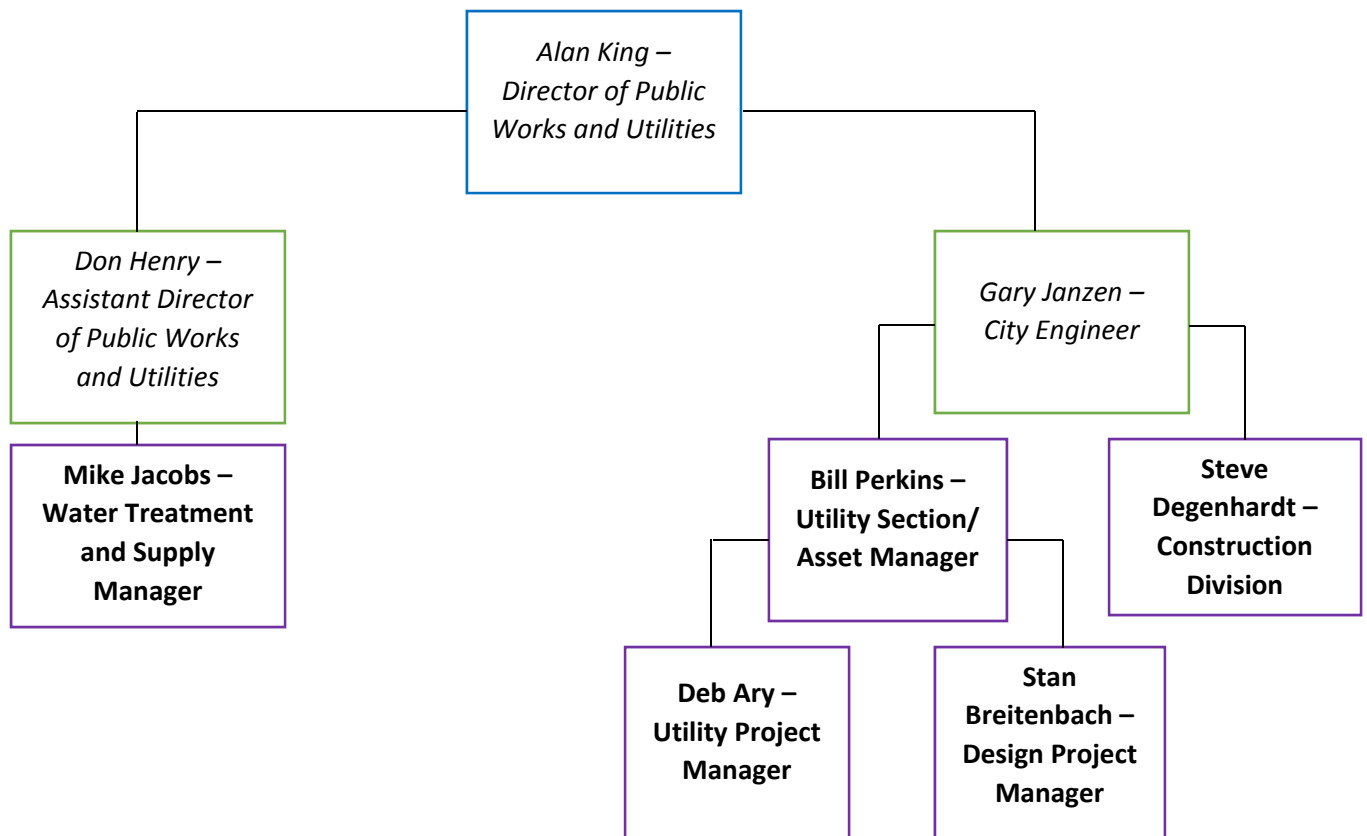 Alan King –
Director of Public
Works and Utilities
Don Henry –
Assistant Director
of Public Works
and Utilities
Gary Janzen –
City Engineer
Mike Jacobs –
Water Treatment
and Supply
Manager
Bill Perkins –
Utility Section/
Asset Manager
Steve
Degenhardt –
Construction
Division
Deb Ary –
Utility Project
Manager
Stan
Breitenbach –
Design Project
Manager